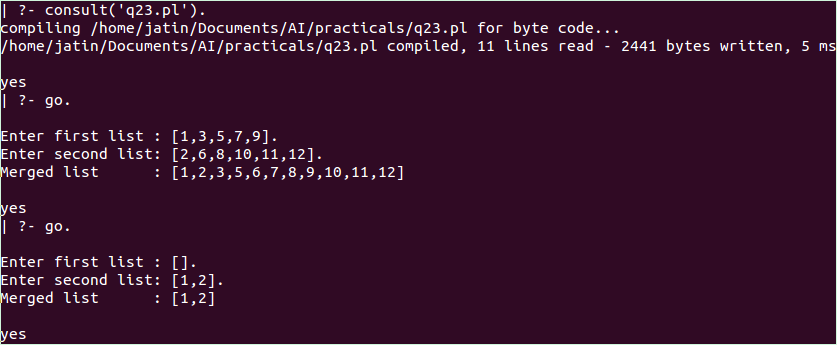 | ?- consult('q23.pl').
compiling /home/jatin/Documents/AI/practicals/q23.pl for byte code...
/home/jatin/Documents/AI/practicals/q23.pl compiled, 11 lines read - 2441 bytes written, 5 ms
yes
| ?- go.
Enter first list : [1,3,5,7,9].
Enter second list: [2,6,8,10,11,12].
Merged list      : [1,2,3,5,6,7,8,9,10,11,12]
yes
| ?- go.
Enter first list : [].
Enter second list: [1,2].
Merged list      : [1,2]
yes